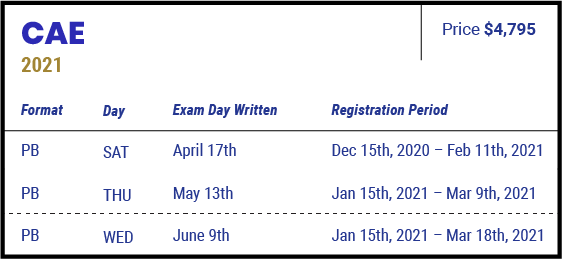 CAE
Price $4,795
2021
Format Day Exam Day Written Registration Period
PB SAT April 17th Dec 15th, 2020 – Feb 11th, 2021
PB THU May 13th Jan 15th, 2021 – Mar 9th, 2021
PB WED June 9th Jan 15th, 2021 – Mar 18th, 2021